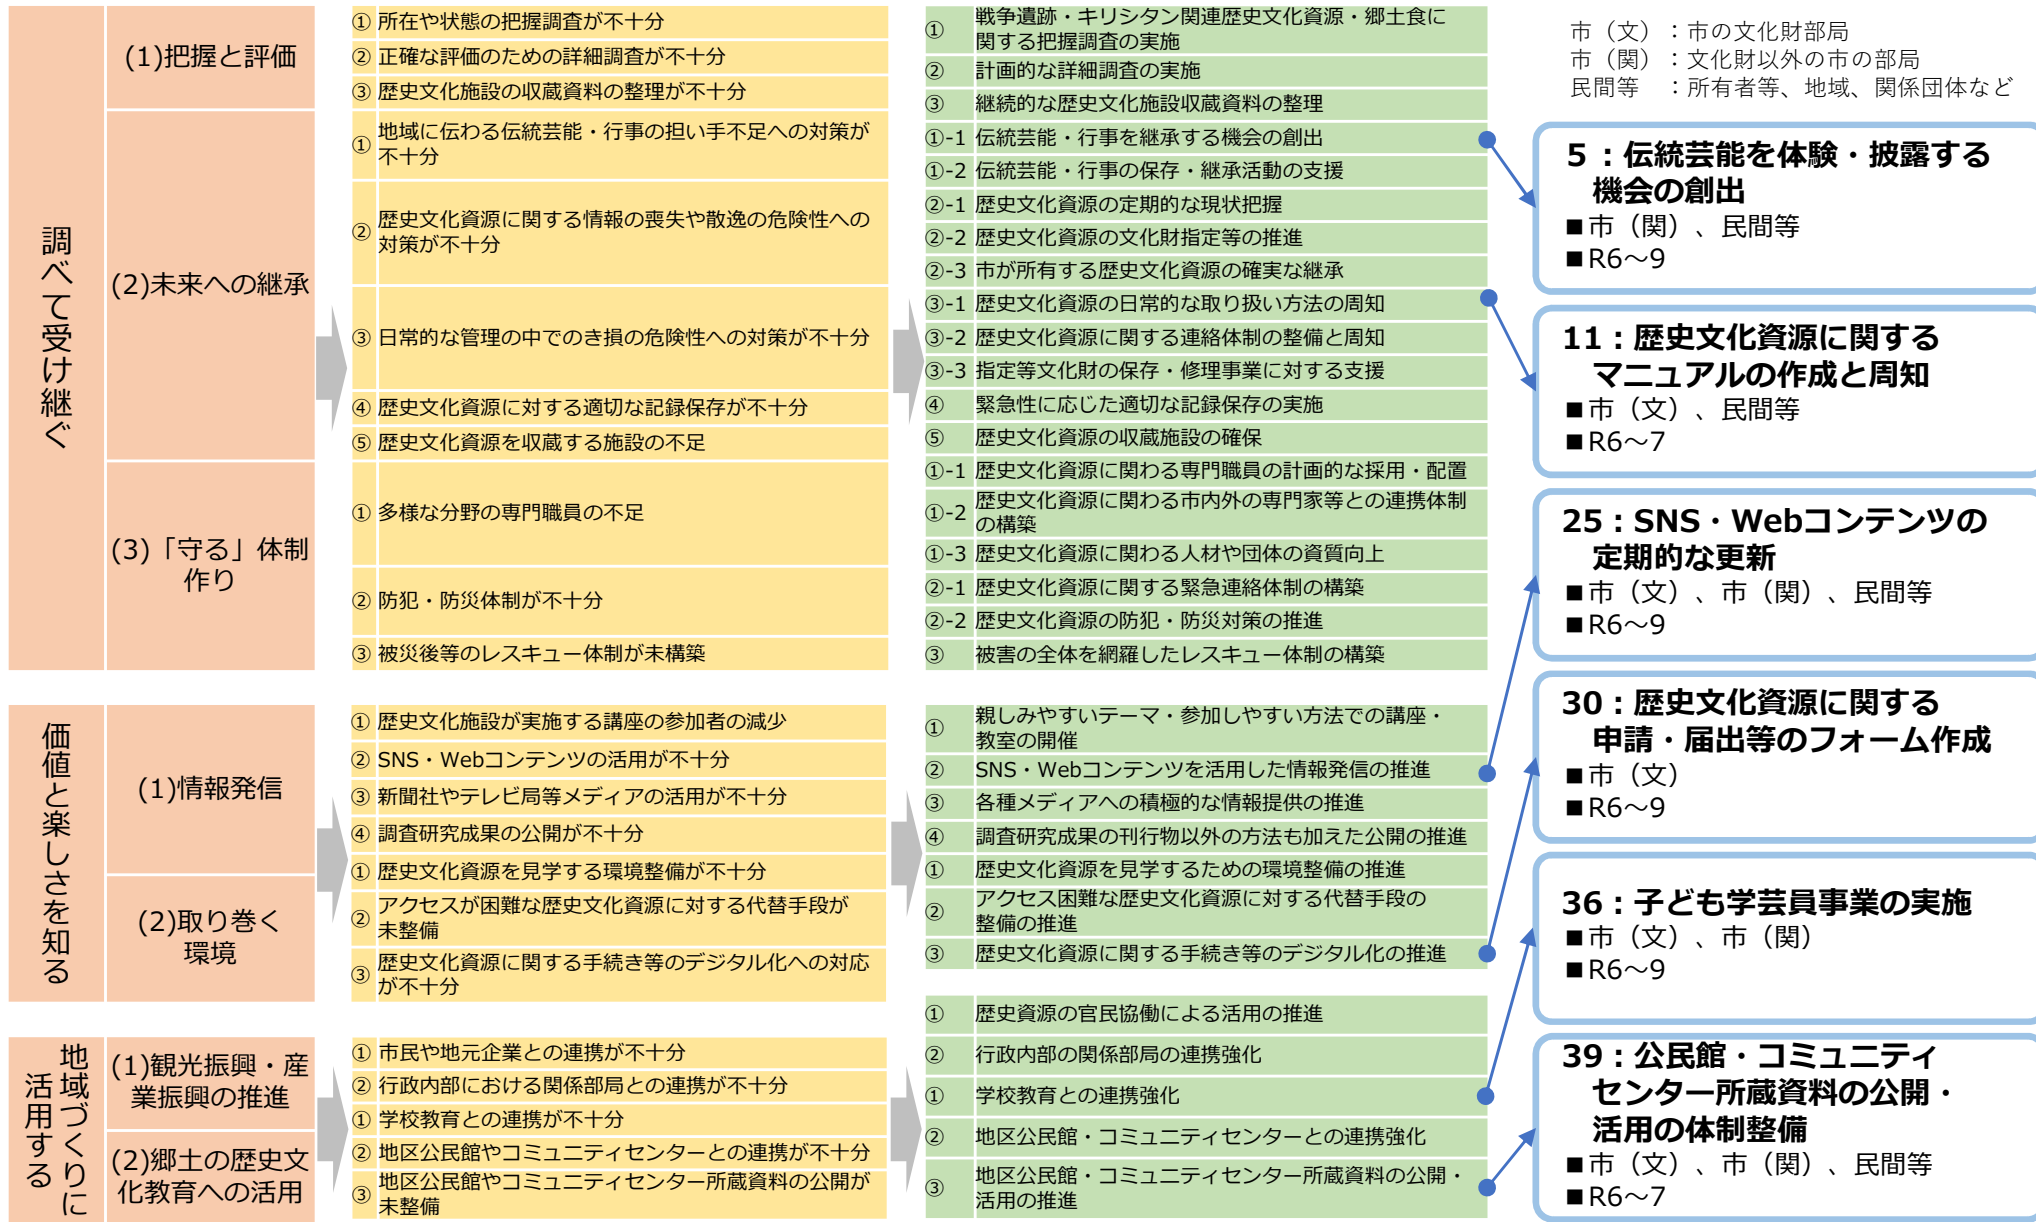 市（文）：市の文化財部局
市（関）：文化財以外の市の部局
民間等　：所有者等、地域、関係団体など
調べて受け継ぐ
(1)把握と評価
(2)未来への継承
(3)「守る」体制
作り
① 所在や状態の把握調査が不十分
② 正確な評価のための詳細調査が不十分
③ 歴史文化施設の収蔵資料の整理が不十分
① 地域に伝わる伝統芸能・行事の担い手不足への対策が
不十分
② 歴史文化資源に関する情報の喪失や散逸の危険性への
対策が不十分
③ 日常的な管理の中でのき損の危険性への対策が不十分
④ 歴史文化資源に対する適切な記録保存が不十分
⑤ 歴史文化資源を収蔵する施設の不足
① 多様な分野の専門職員の不足
② 防犯・防災体制が不十分
③ 被災後等のレスキュー体制が未構築
① 戦争遺跡・キリシタン関連歴史文化資源・郷土食に
関する把握調査の実施
② 計画的な詳細調査の実施
③ 継続的な歴史文化施設収蔵資料の整理
①-1 伝統芸能・行事を継承する機会の創出
①-2 伝統芸能・行事の保存・継承活動の支援
②-1 歴史文化資源の定期的な現状把握
②-2 歴史文化資源の文化財指定等の推進
②-3 市が所有する歴史文化資源の確実な継承
③-1 歴史文化資源の日常的な取り扱い方法の周知
③-2 歴史文化資源に関する連絡体制の整備と周知
③-3 指定等文化財の保存・修理事業に対する支援
④ 緊急性に応じた適切な記録保存の実施
⑤ 歴史文化資源の収蔵施設の確保
①-1 歴史文化資源に関わる専門職員の計画的な採用・配置
①-2 歴史文化資源に関わる市内外の専門家等との連携体制
の構築
①-3 歴史文化資源に関わる人材や団体の資質向上
②-1 歴史文化資源に関する緊急連絡体制の構築
②-2 歴史文化資源の防犯・防災対策の推進
③ 被害の全体を網羅したレスキュー体制の構築
価値と楽しさを知る
(1)情報発信
(2)取り巻く
環境
① 歴史文化施設が実施する講座の参加者の減少
② SNS・Webコンテンツの活用が不十分
③ 新聞社やテレビ局等メディアの活用が不十分
④ 調査研究成果の公開が不十分
① 歴史文化資源を見学する環境整備が不十分
② アクセスが困難な歴史文化資源に対する代替手段が
未整備
③ 歴史文化資源に関する手続き等のデジタル化への対応
が不十分
① 親しみやすいテーマ・参加しやすい方法での講座・
教室の開催
② SNS・Webコンテンツを活用した情報発信の推進
③ 各種メディアへの積極的な情報提供の推進
④ 調査研究成果の刊行物以外の方法も加えた公開の推進
① 歴史文化資源を見学するための環境整備の推進
② アクセス困難な歴史文化資源に対する代替手段の
整備の推進
③ 歴史文化資源に関する手続き等のデジタル化の推進
地域づくりに
活用する
(1)観光振興・産
業振興の推進
(2)郷土の歴史文
化教育への活用
① 市民や地元企業との連携が不十分
② 行政内部における関係部局との連携が不十分
① 学校教育との連携が不十分
② 地区公民館やコミュニティセンターとの連携が不十分
③ 地区公民館やコミュニティセンター所蔵資料の公開が
未整備
① 歴史資源の官民協働による活用の推進
② 行政内部の関係部局の連携強化
① 学校教育との連携強化
② 地区公民館・コミュニティセンターとの連携強化
③ 地区公民館・コミュニティセンター所蔵資料の公開・
活用の推進
5：伝統芸能を体験・披露する
機会の創出
■市（関）、民間等
■R6～9
11：歴史文化資源に関する
マニュアルの作成と周知
■市（文）、民間等
■R6～7
25：SNS・Webコンテンツの
定期的な更新
■市（文）、市（関）、民間等
■R6～9
30：歴史文化資源に関する
申請・届出等のフォーム作成
■市（文）
■R6～9
36：子ども学芸員事業の実施
■市（文）、市（関）
■R6～9
39：公民館・コミュニティ
センター所蔵資料の公開・
活用の体制整備
■市（文）、市（関）、民間等
■R6～7